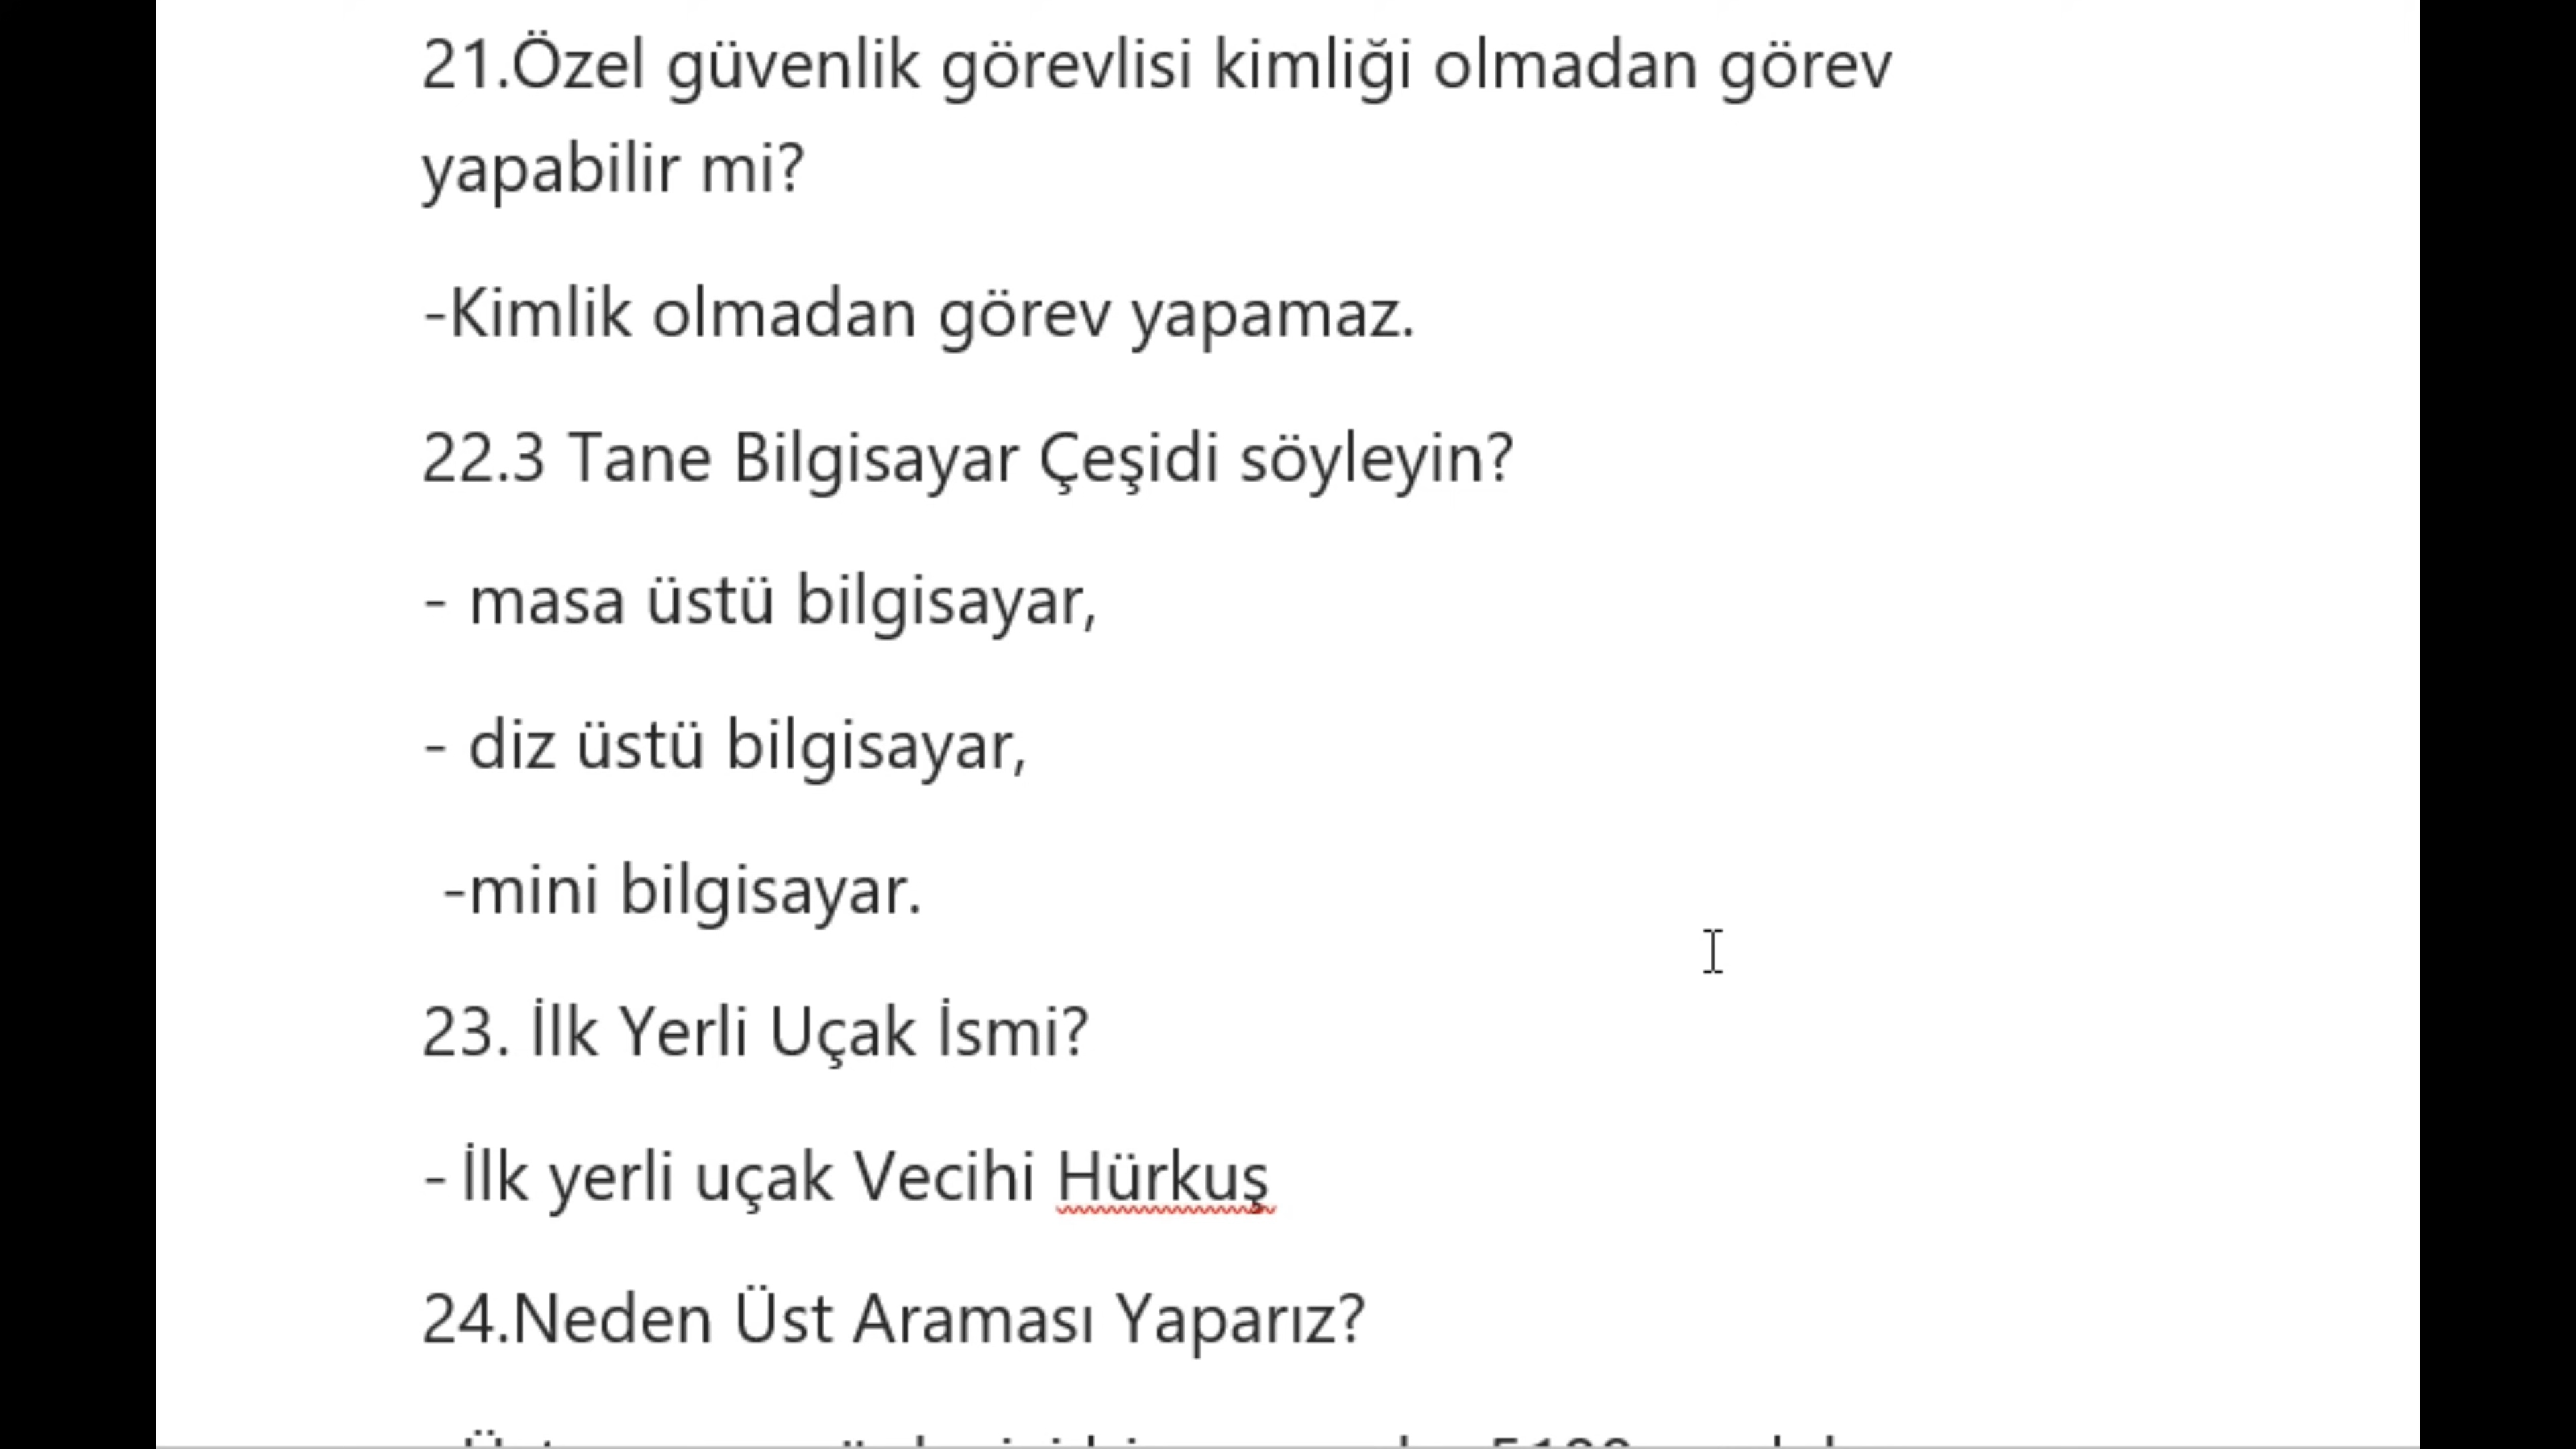 21.Özel güvenlik görevlisi kimliği olmadan görev
yapabilir mi?
-Kimlik olmadan görev yapamaz.
22.3 Tane Bilgisayar Çeşidi söyleyin?
- masa üstü bilgisayar,
- diz üstü bilgisayar,
-mini bilgisayar.
23. İlk Yerli Uçak İsmi?
- İlk yerli uçak Vecihi Hürkuş
24.Neden Üst Araması Yaparız?